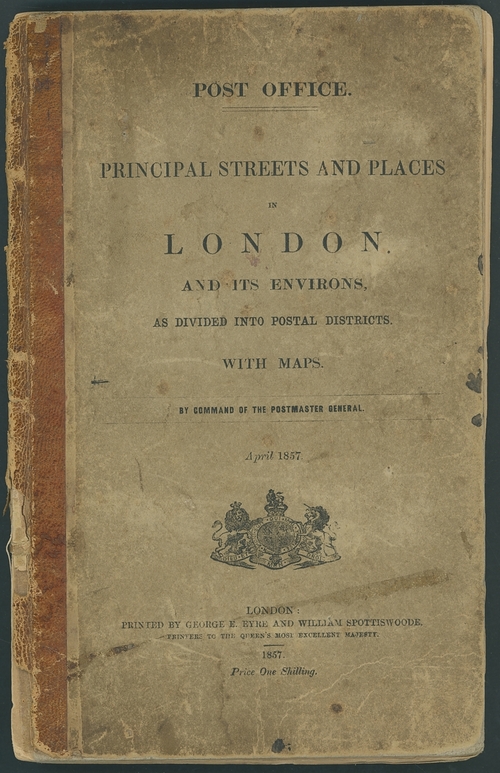 POST OFFICE.
PRINCIPAL STREETS AND PLACES
IN
LONDON
AND ITS ENVIRONS,
AS DIVIDED INTO POSTAL DISTRICTS.
WITH MAPS.
BY COMMAND OF THE POSTMASTER GENERAL.
April 1857.
LONDON:
PRINTED BY GEORGE E. EYRE AND WILLIAM SPOTTISWOODE,
PRINTERS TO THE QUEEN'S MOST EXCELLENT MAJESTY.
1857.
Price One Shilling.